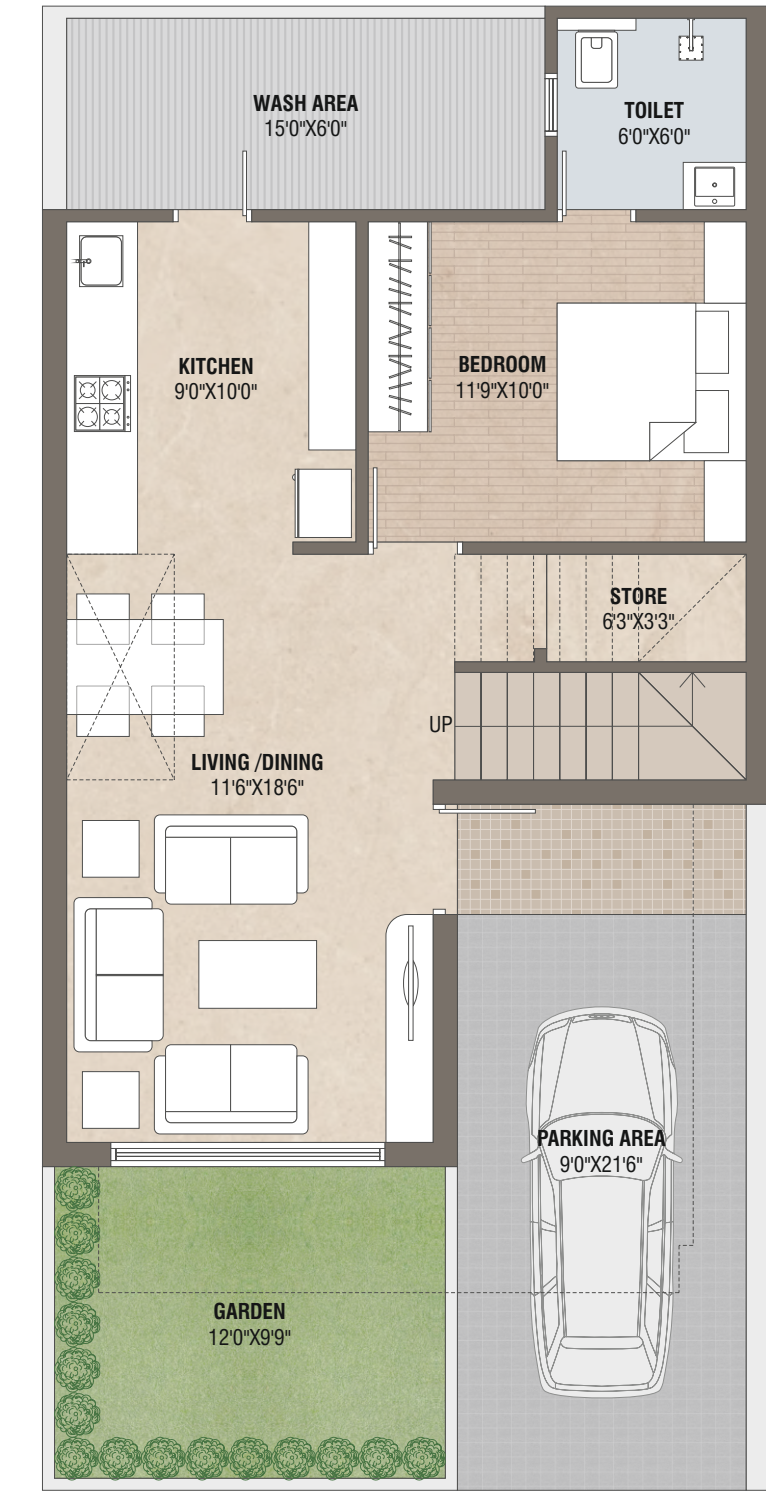 WASH AREA
15'0"X6'0"
TOILET
6'0"X6'0"
KITCHEN
9'0"X10'0"
BEDROOM
11'9"X10'0"
STORE
6'3"X3'3"
UP
LIVING /DINING
11'6"X18'6"
PARKING AREA
9'0"X21'6"
GARDEN
12'0"X9'9"